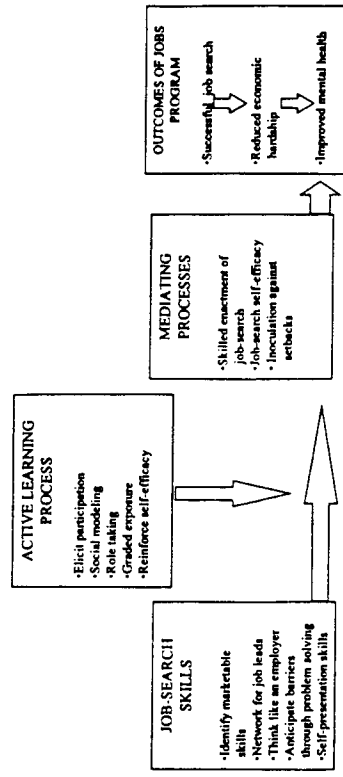 JOB-SEARCH
SKILLS
•Identify marketable
skills
•Network for job leads
•Think like an employer
•Anticipate barriers
through problem solving
•Self-presentation skills
ACTIVE LEARNING
PROCESS
•Elicit participation
•Social modeling
•Role taking
•Graded exposure
•Reinforce self-efficacy
MEDIATING
PROCESSES
•Skilled enactment of
job-search
•Job-search self-efficacy
•Inoculation against
setbacks
OUTCOMES OF JOBS
PROGRAM
•Successful job search
•Reduced economic
hardship
•Improved mental health